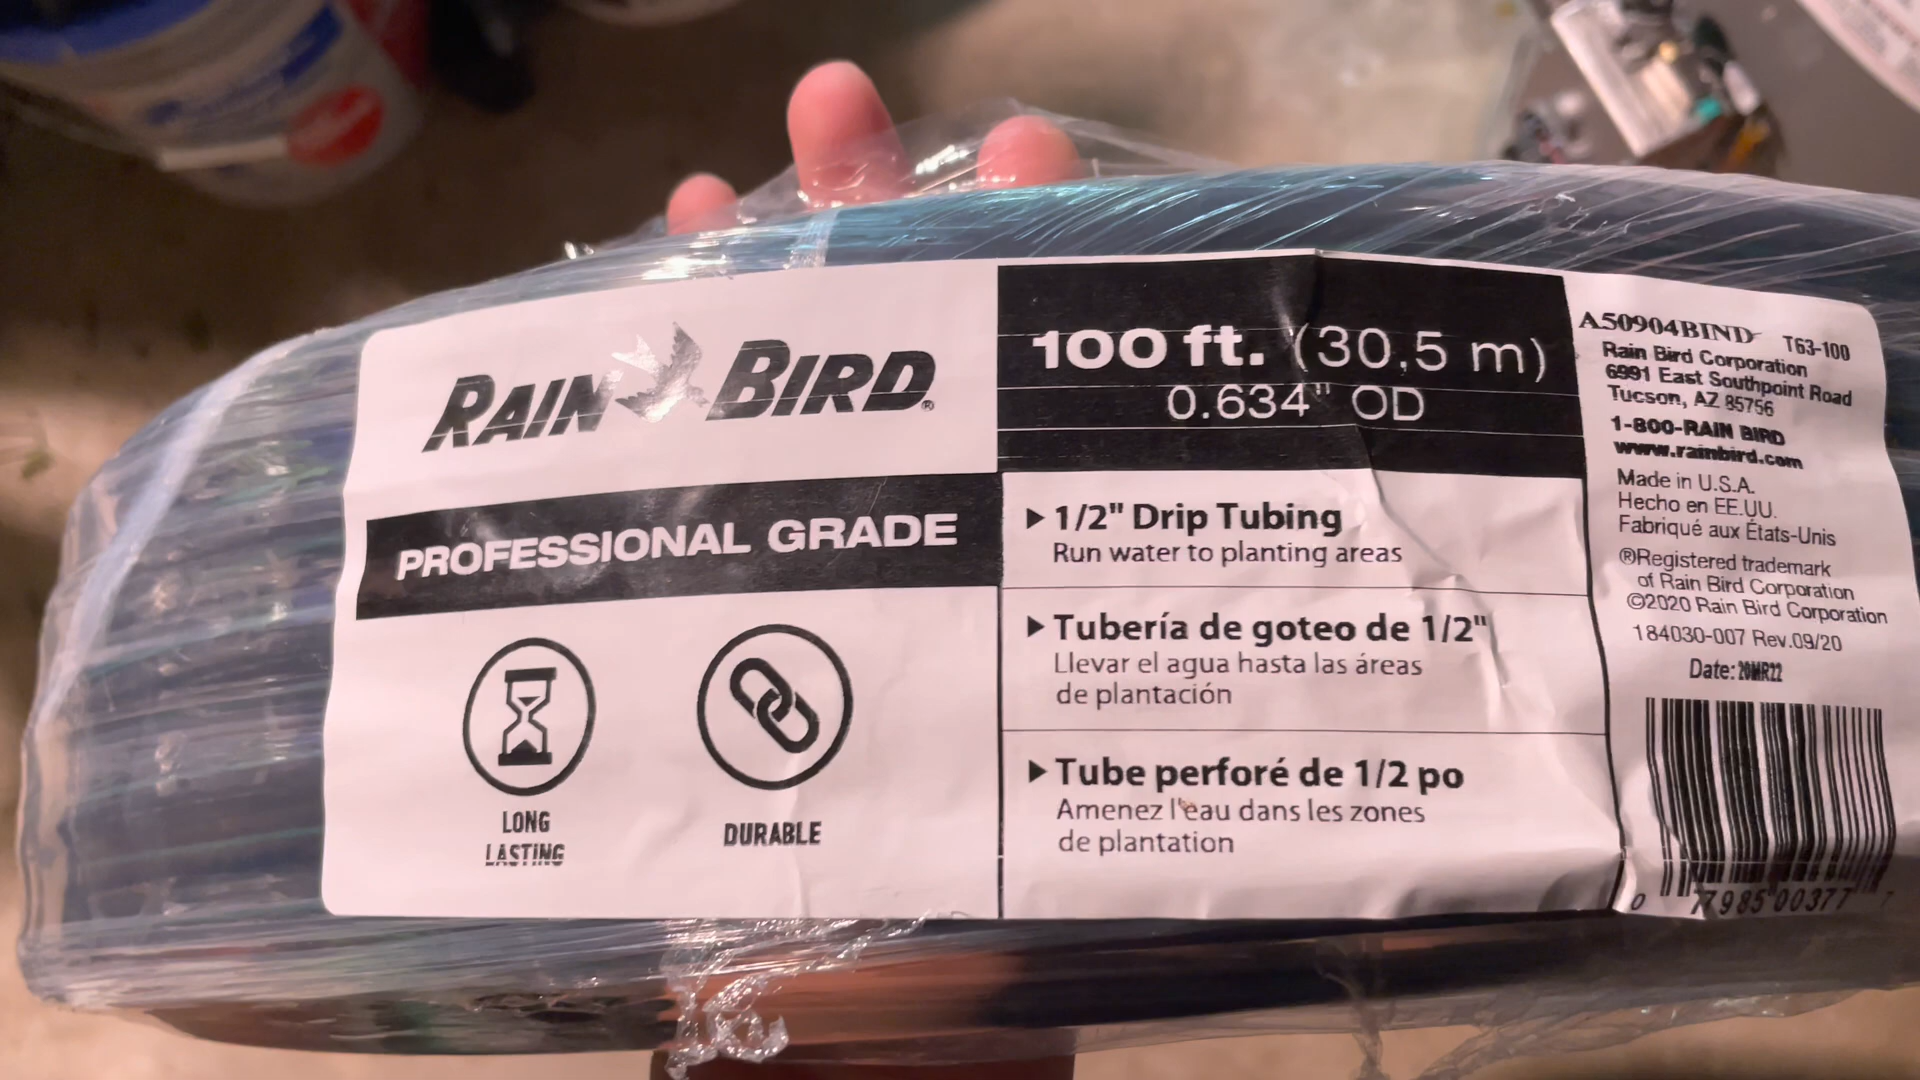 RAIN BIRD®
PROFESSIONAL GRADE
LONG
LASTING
DURABLE
100 ft. (30,5 m)
0.634" OD
▶ 1/2" Drip Tubing
Run water to planting areas
▶ Tubería de goteo de 1/2"
Llevar el agua hasta las áreas
de plantación
▶ Tube perforé de 1/2 po
Amenez l'eau dans les zones
de plantation
A50904BIND T63-100
Rain Bird Corporation
6991 East Southpoint Road
Tucson, AZ 85756
1-800-RAIN BIRD
www.rainbird.com
Made in U.S.A.
Hecho en EE.UU.
Fabriqué aux États-Unis
®Registered trademark
of Rain Bird Corporation
©2020 Rain Bird Corporation
184030-007 Rev.09/20
Date: 20MR22
0 77985 00377 7